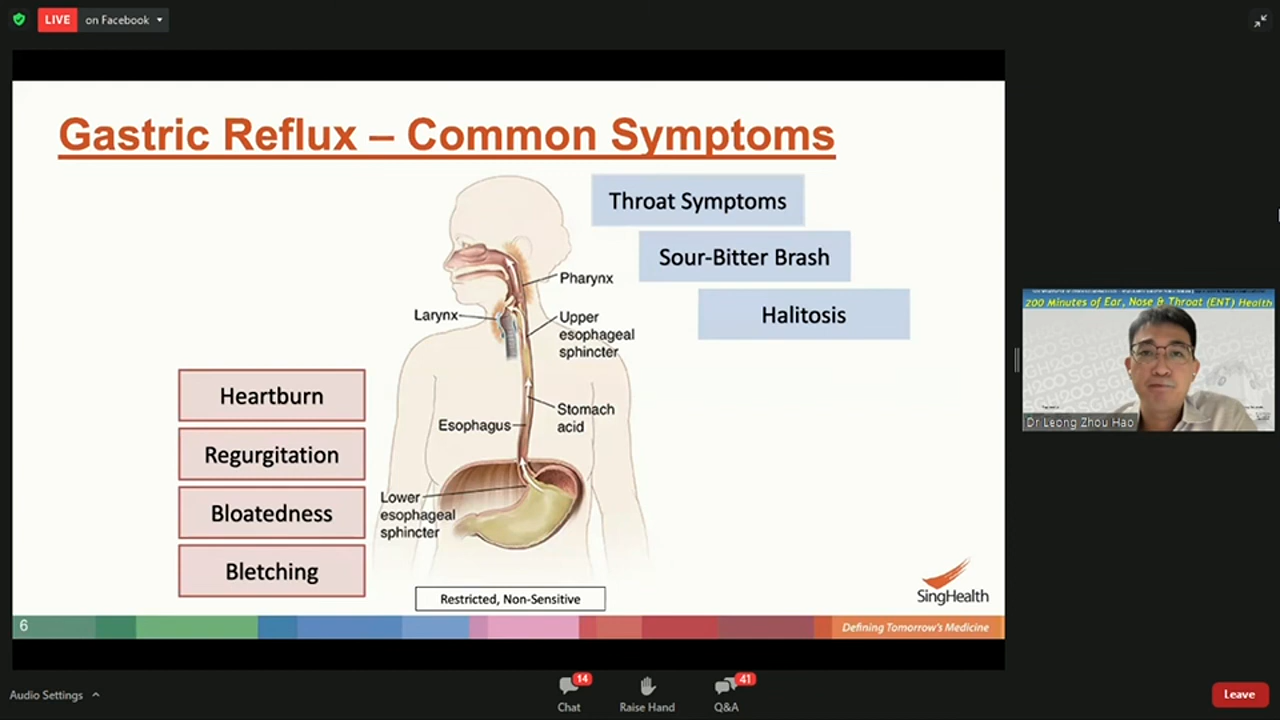 LIVE on Facebook
Gastric Reflux – Common Symptoms
Throat Symptoms
Sour-Bitter Brash
Halitosis
Pharynx
Larynx
Upper
esophageal
sphincter
Stomach
acid
Esophagus
Lower
esophageal
sphincter
Heartburn
Regurgitation
Bloatedness
Bletching
Restricted, Non-Sensitive
SingHealth
6
Defining Tomorrow's Medicine
200 Minutes of Ear, Nose & Throat (ENT) Health
Dr Leong Zhou Hao
Audio Settings
14
Chat
Raise Hand
41
Q&A
Leave